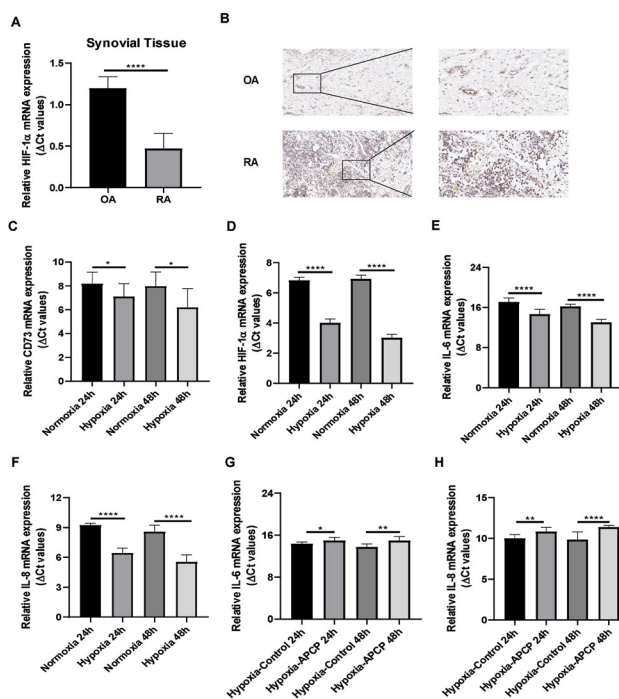 A
Synovial Tissue
Relative HIF-1α mRNA expression
(ΔCt values)
1.5
1.0
0.5
0.0
****
OA
RA
B
OA
RA
C
Relative CD73 mRNA expression
(ΔCt values)
10
8
6
4
2
0
*
*
Normoxia 24h
Hypoxia 24h
Normoxia 48h
Hypoxia 48h
D
Relative HIF-1α mRNA expression
(ΔCt values)
8
6
4
2
0
****
****
Normoxia 24h
Hypoxia 24h
Normoxia 48h
Hypoxia 48h
E
Relative IL-6 mRNA expression
(ΔCt values)
24
16
8
0
****
****
Normoxia 24h
Hypoxia 24h
Normoxia 48h
Hypoxia 48h
F
Relative IL-8 mRNA expression
(ΔCt values)
12
9
6
3
0
****
****
Normoxia 24h
Hypoxia 24h
Normoxia 48h
Hypoxia 48h
G
Relative IL-6 mRNA expression
(ΔCt values)
24
16
8
0
*
**
Hypoxia-Control 24h
Hypoxia-APCP 24h
Hypoxia-Control 48h
Hypoxia-APCP 48h
H
Relative IL-8 mRNA expression
(ΔCt values)
15
10
5
0
**
****
Hypoxia-Control 24h
Hypoxia-APCP 24h
Hypoxia-Control 48h
Hypoxia-APCP 48h